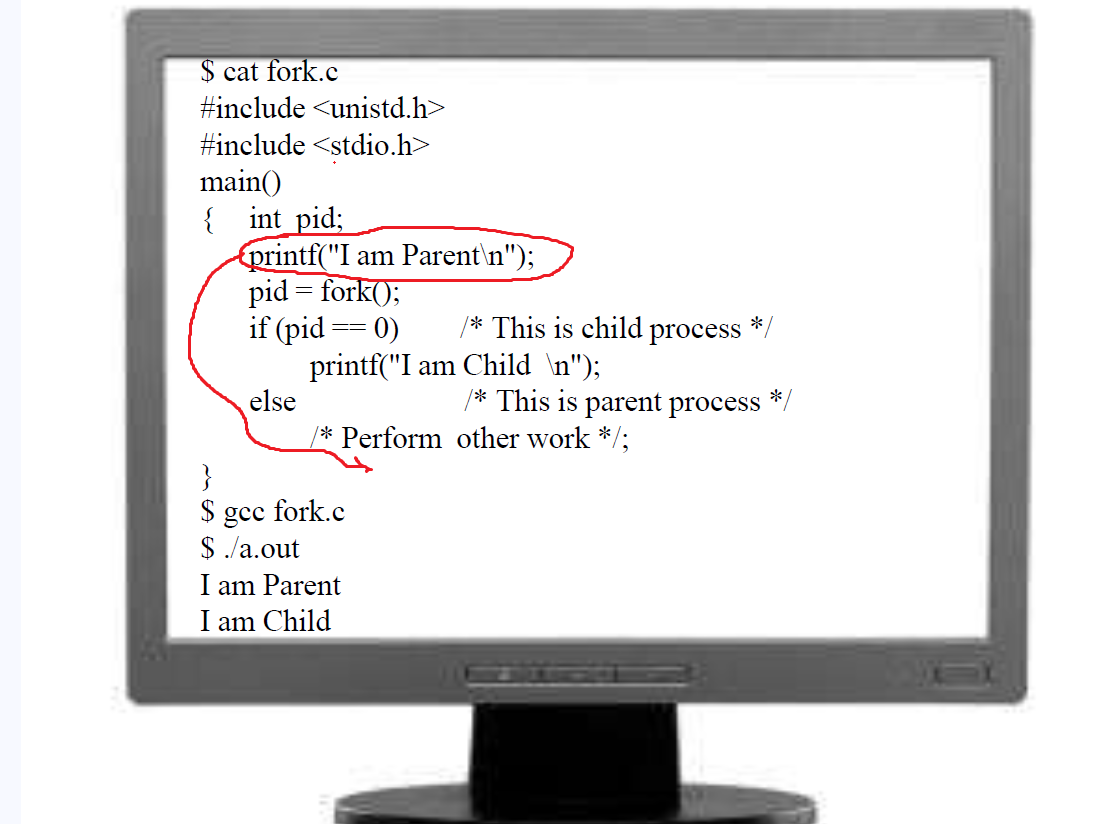 $ cat fork.c
#include <unistd.h>
#include <stdio.h>
main()
{ int pid;
printf("I am Parent\n");
pid = fork();
if (pid == 0) /* This is child process */
printf("I am Child \n");
else /* This is parent process */
/* Perform other work */;
}
$ gcc fork.c
$ ./a.out
I am Parent
I am Child